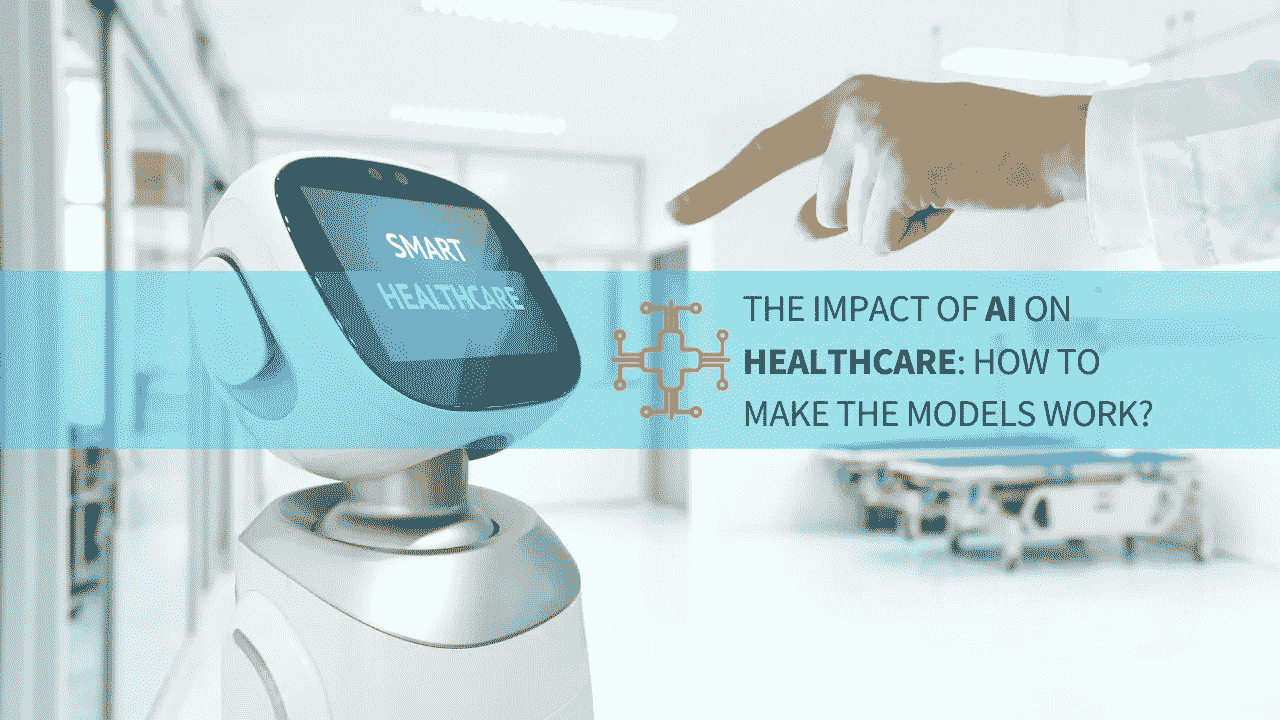 SMART
HEALTHCARE
THE IMPACT OF AI ON
HEALTHCARE: HOW TO
MAKE THE MODELS WORK?